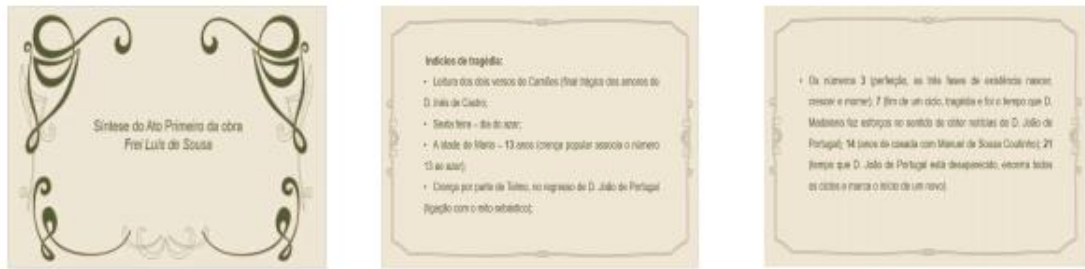 Síntese do Ato Primeiro da obra
Frei Luís de Sousa
Indícios de tragédia:
• Leitura dos dois versos de Camões (final trágico dos amores de
D. Inês de Castro;
• Sexta feira – dia do azar;
• A idade de Maria – 13 anos (crença popular associa o número
13 ao azar)
• Crença por parte de Telmo, no regresso de D. João de Portugal
(ligação com o mito sebástico);
• Os números 3 (perfeição, as três fases da existência nascer,
crescer e morrer); 7 (fim de um ciclo, tragédia e foi o tempo que D.
Madalena fez esforços no sentido de obter notícias de D. João de
Portugal); 14 (anos de casada com Manuel de Sousa Coutinho); 21
(tempo que D. João de Portugal está desaparecido, encerra todos
os ciclos e marca o início de um novo).